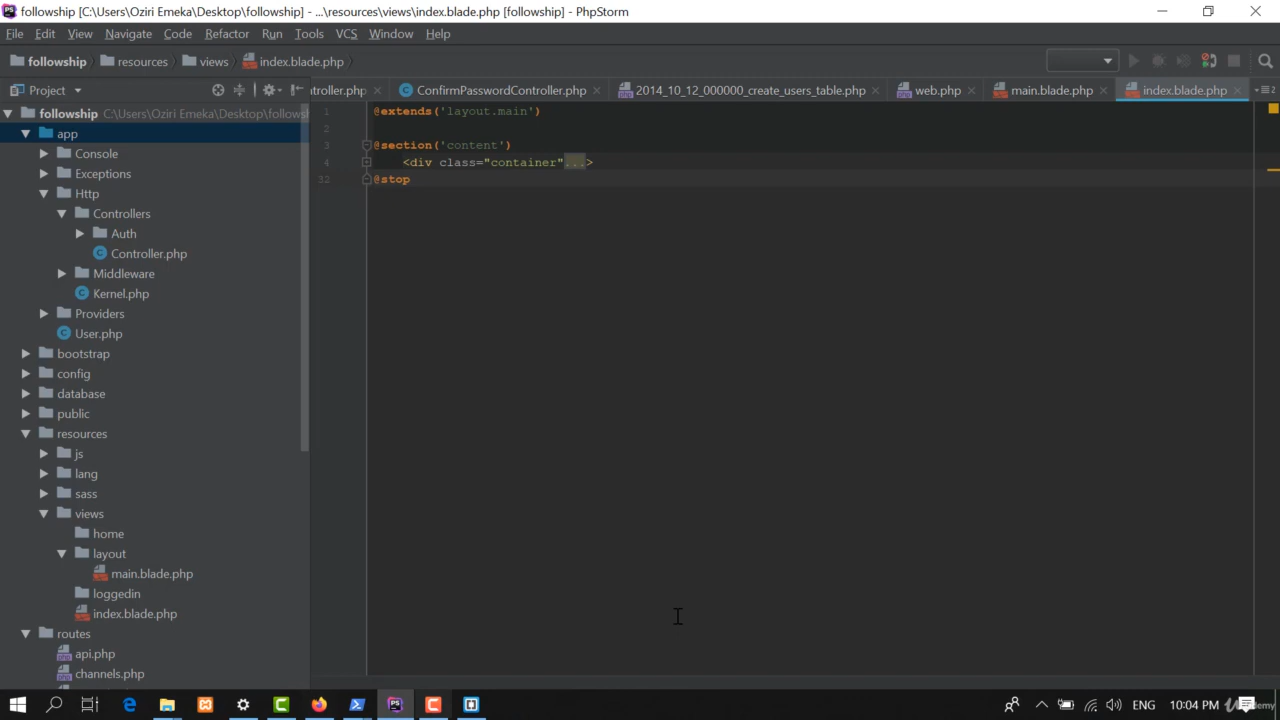 followship [C:\Users\Oziri Emeka\Desktop\followship] - ...\resources\views\index.blade.php [followship] - PhpStorm
File Edit View Navigate Code Refactor Run Tools VCS Window Help
followship resources views index.blade.php
Project
ntroller.php ConfirmPasswordController.php 2014_10_12_000000_create_users_table.php web.php main.blade.php index.blade.php
followship C:\Users\Oziri Emeka\Desktop\followsh
app
Console
Exceptions
Http
Controllers
Auth
Controller.php
Middleware
Kernel.php
Providers
User.php
bootstrap
config
database
public
resources
js
lang
sass
views
home
layout
main.blade.php
loggedin
index.blade.php
routes
api.php
channels.php
1 @extends('layout.main')
2
3 @section('content')
4 <div class="container"...>
32 @stop
ENG 10:04 PM
Udemy